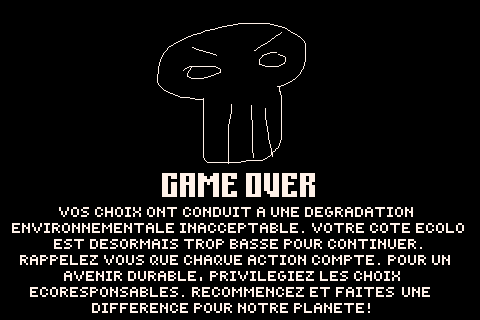 GAME OVER
VOS CHOIX ONT CONDUIT A UNE DEGRADATION
ENVIRONNEMENTALE INACCEPTABLE. VOTRE COTE ECOLO
EST DESORMAIS TROP BASSE POUR CONTINUER.
RAPPELEZ VOUS QUE CHAQUE ACTION COMPTE. POUR UN
AVENIR DURABLE, PRIVILEGIEZ LES CHOIX
ECORESPONSABLES. RECOMMENCEZ ET FAITES UNE
DIFFERENCE POUR NOTRE PLANETE!